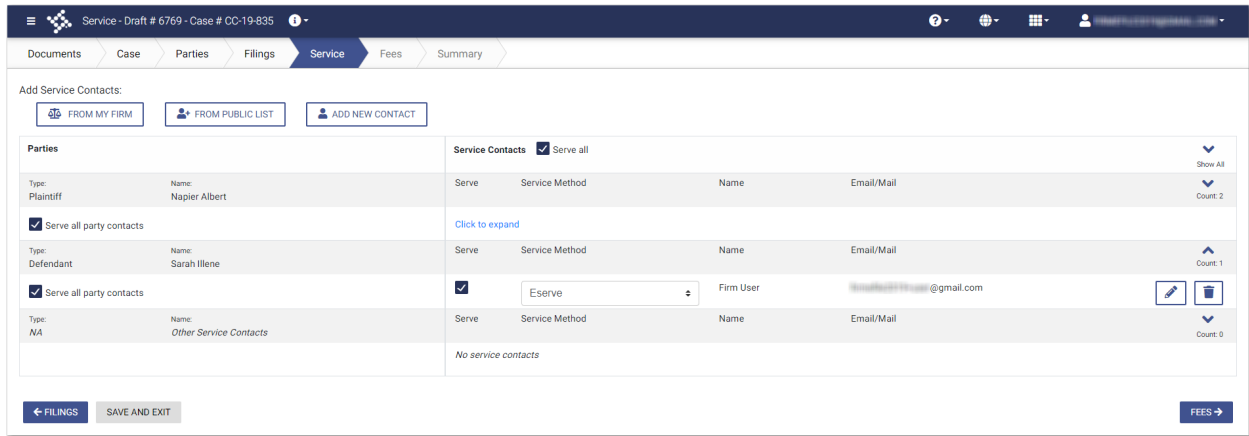 Service - Draft # 6769 - Case # CC-19-835
Documents Case Parties Filings Service Fees Summary
Add Service Contacts:
FROM MY FIRM FROM PUBLIC LIST ADD NEW CONTACT
Parties Service Contacts Serve all
Show All
Type: Name: Serve Service Method Name Email/Mail
Plaintiff Napier Albert Count: 2
Serve all party contacts Click to expand
Type: Name: Serve Service Method Name Email/Mail
Defendant Sarah Illene Count: 1
Serve all party contacts Eserve Firm User @gmail.com
Type: Name: Serve Service Method Name Email/Mail
NA Other Service Contacts Count: 0
No service contacts
FILINGS SAVE AND EXIT FEES